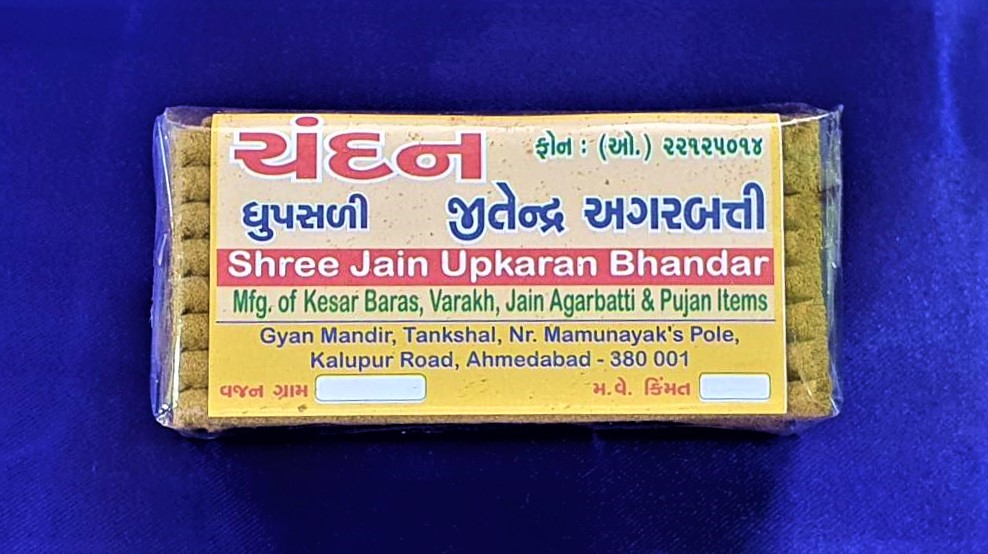 ચંદન ફોન : (ઓ.) ૨૨૧૨૫૦૧૪
ધુપસળી જીતેન્દ્ર અગરબત્તી
Shree Jain Upkaran Bhandar
Mfg. of Kesar Baras, Varakh, Jain Agarbatti & Pujan Items
Gyan Mandir, Tankshal, Nr. Mamunayak's Pole,
Kalupur Road, Ahmedabad - 380 001
વજન ગ્રામ મ.વે. કિંમત